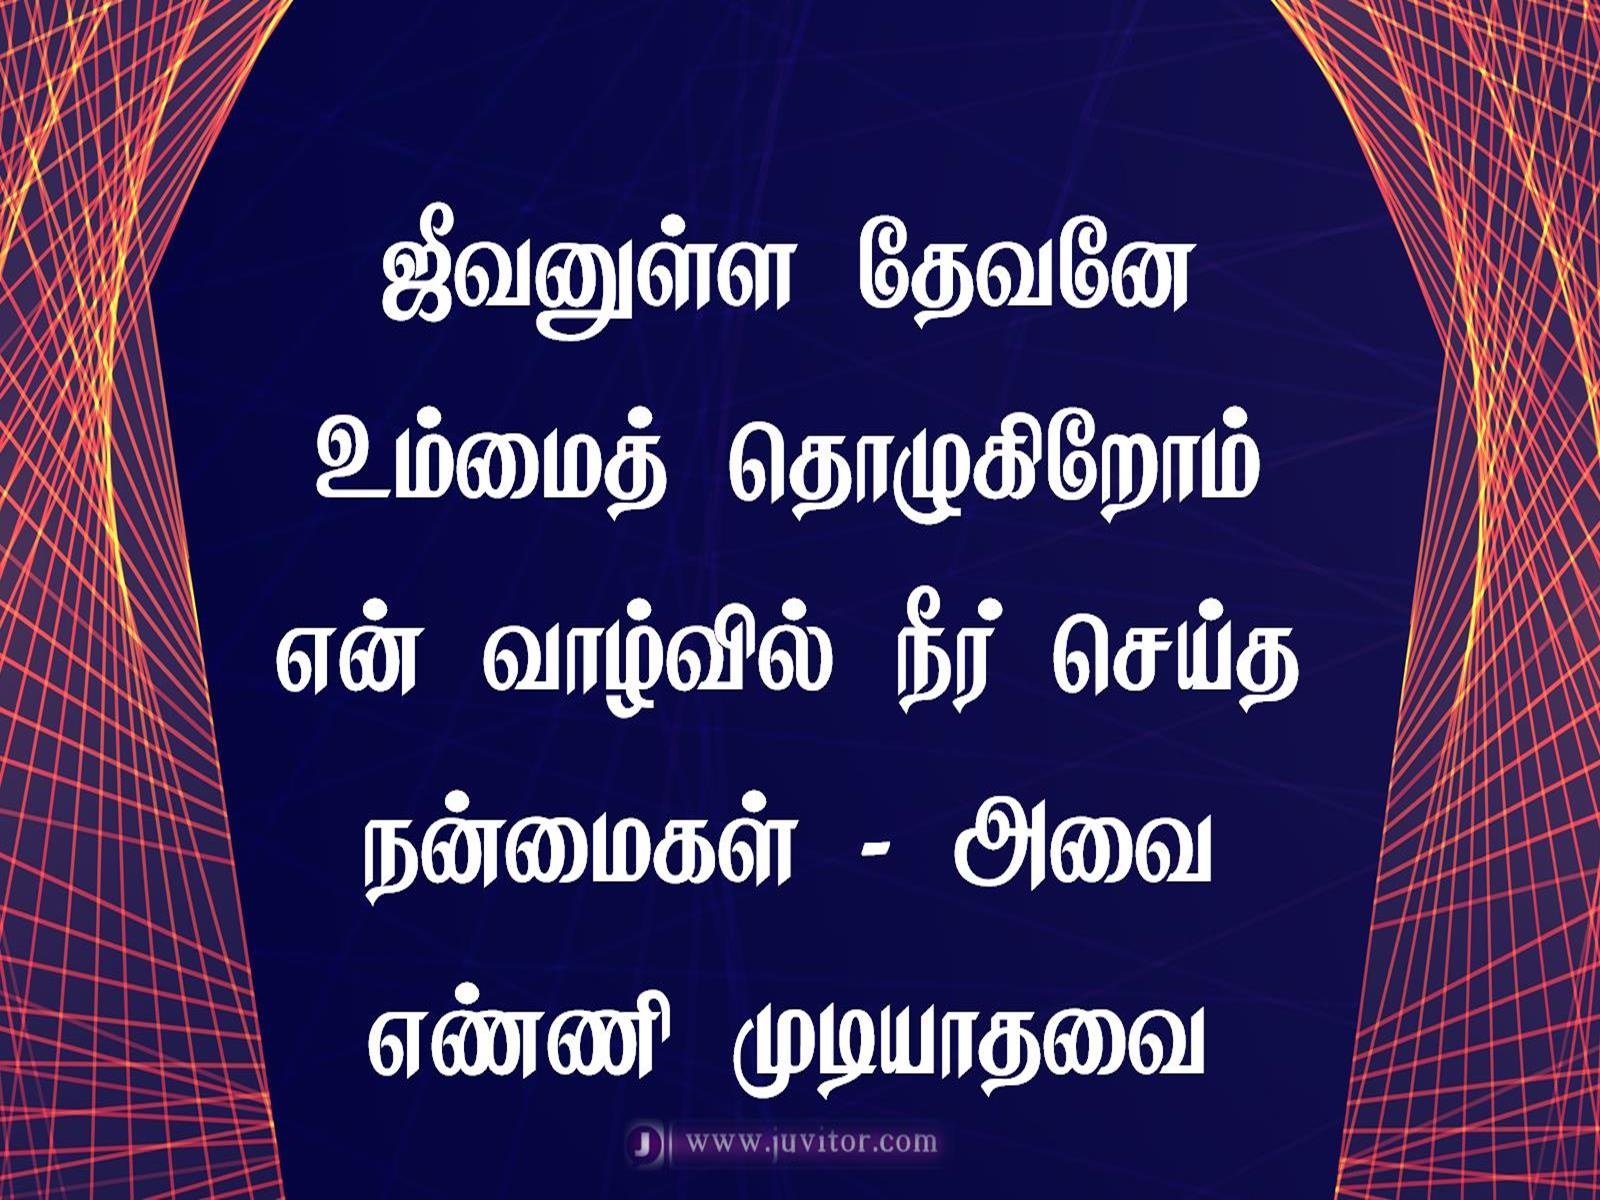 ஜீவனுள்ள தேவனே
உம்மைத் தொழுகிறோம்
என் வாழ்வில் நீர் செய்த
நன்மைகள் - அவை
எண்ணி முடியாதவை
J www.juvitor.com